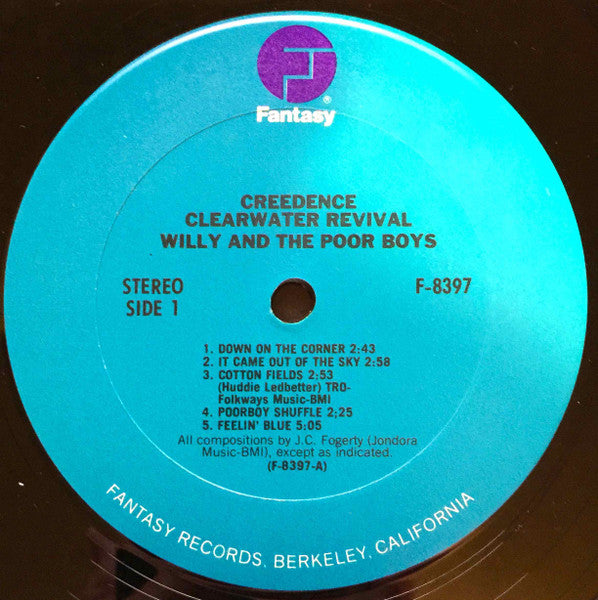 Fantasy®
CREEDENCE
CLEARWATER REVIVAL
WILLY AND THE POOR BOYS
STEREO
SIDE 1
F-8397
1. DOWN ON THE CORNER 2:43
2. IT CAME OUT OF THE SKY 2:58
3. COTTON FIELDS 2:53
(Huddie Ledbetter) TRO-
Folkways Music-BMI
4. POORBOY SHUFFLE 2;25
5. FEELIN' BLUE 5:05
All compositions by J.C. Fogerty (Jondora
Music-BMI), except as indicated.
(F-8397-A)
FANTASY RECORDS, BERKELEY, CALIFORNIA